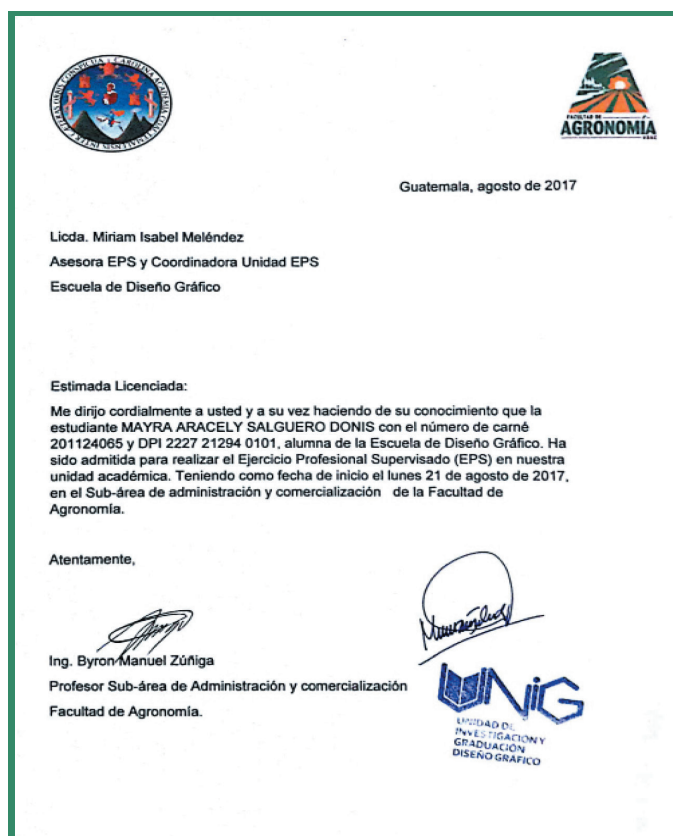 FACULTAD DE
AGRONOMÍA
Guatemala, agosto de 2017
Licda. Miriam Isabel Meléndez
Asesora EPS y Coordinadora Unidad EPS
Escuela de Diseño Gráfico
Estimada Licenciada:
Me dirijo cordialmente a usted y a su vez haciendo de su conocimiento que la
estudiante MAYRA ARACELY SALGUERO DONIS con el número de carné
201124065 y DPI 2227 21294 0101, alumna de la Escuela de Diseño Gráfico. Ha
sido admitida para realizar el Ejercicio Profesional Supervisado (EPS) en nuestra
unidad académica. Teniendo como fecha de inicio el lunes 21 de agosto de 2017,
en el Sub-área de administración y comercialización de la Facultad de
Agronomía.
Atentamente,
Ing. Byron Manuel Zúñiga
Profesor Sub-área de Administración y comercialización
Facultad de Agronomía.
UNIG
UNIDAD DE
INVESTIGACION Y
GRADUACIÓN
DISEÑO GRAFICO